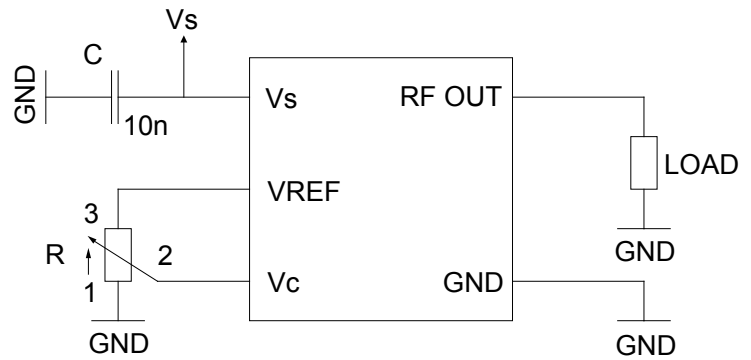 Vs
C
GND
10n
Vs
RF OUT
LOAD
VREF
3
R
2
1
Vc
GND
GND
GND
GND